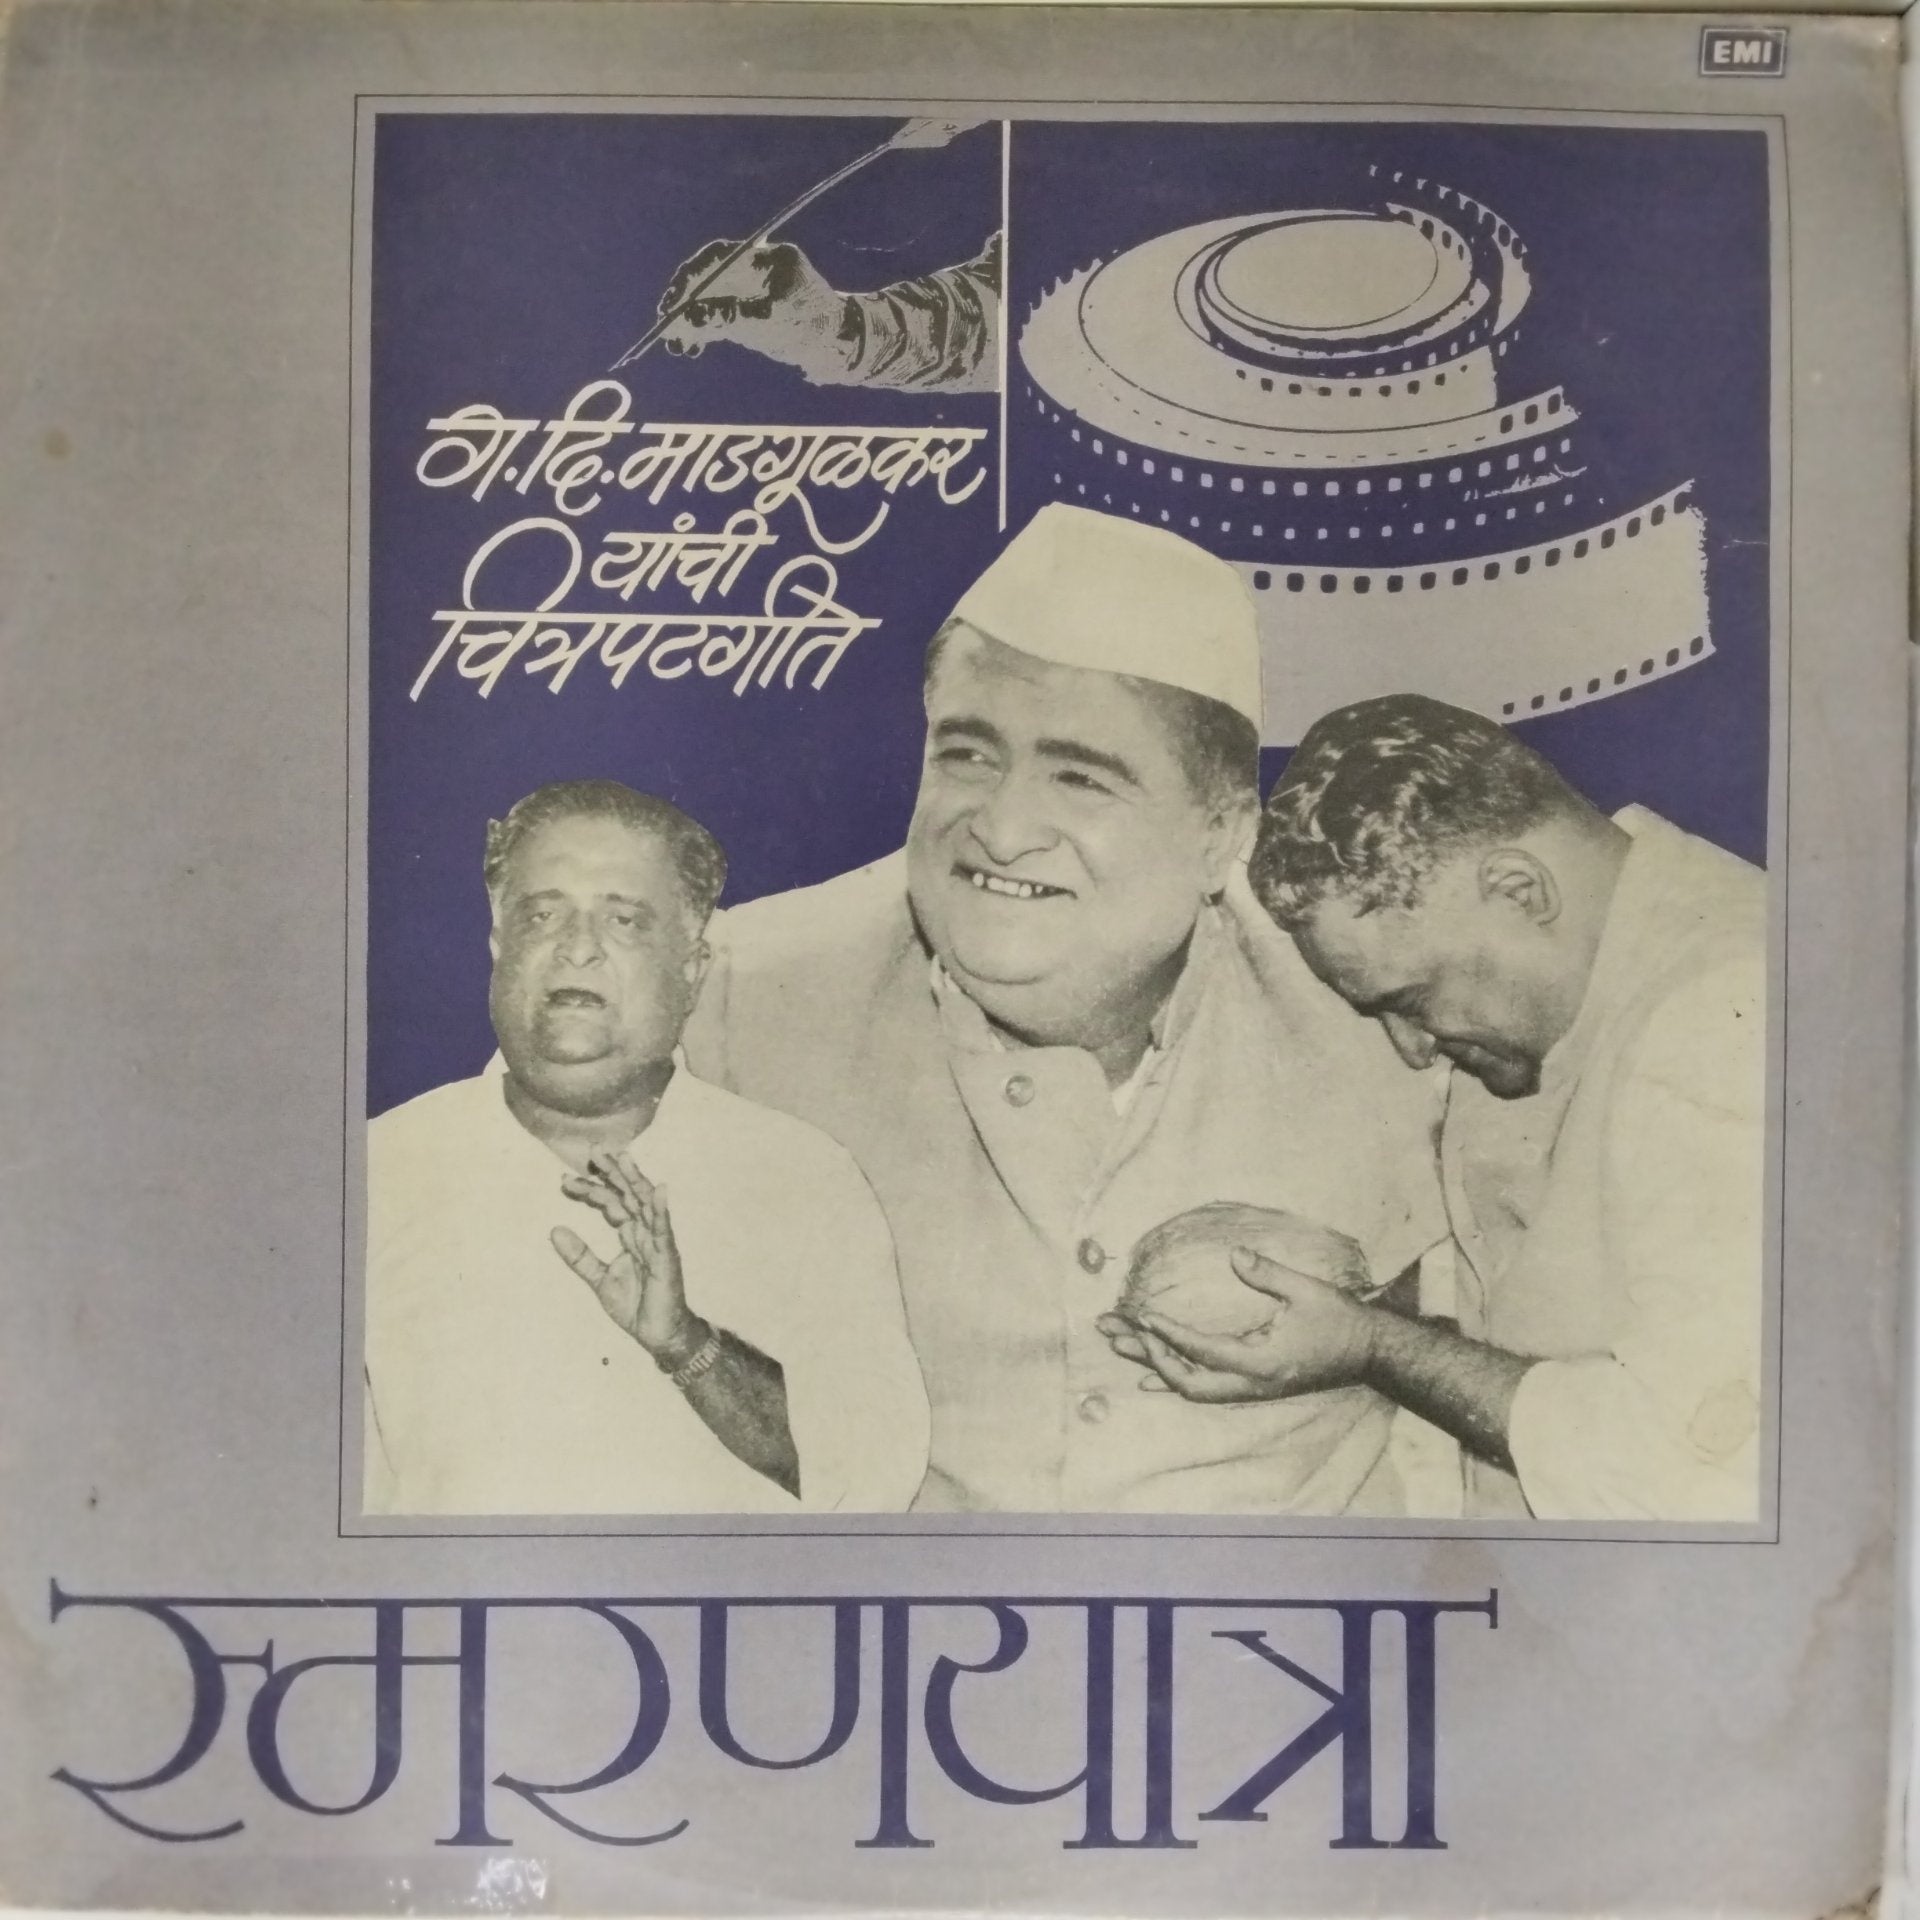 EMI
ग.दि.माडगूळकर
यांची
चित्रपटगीते
स्मरणयात्रा